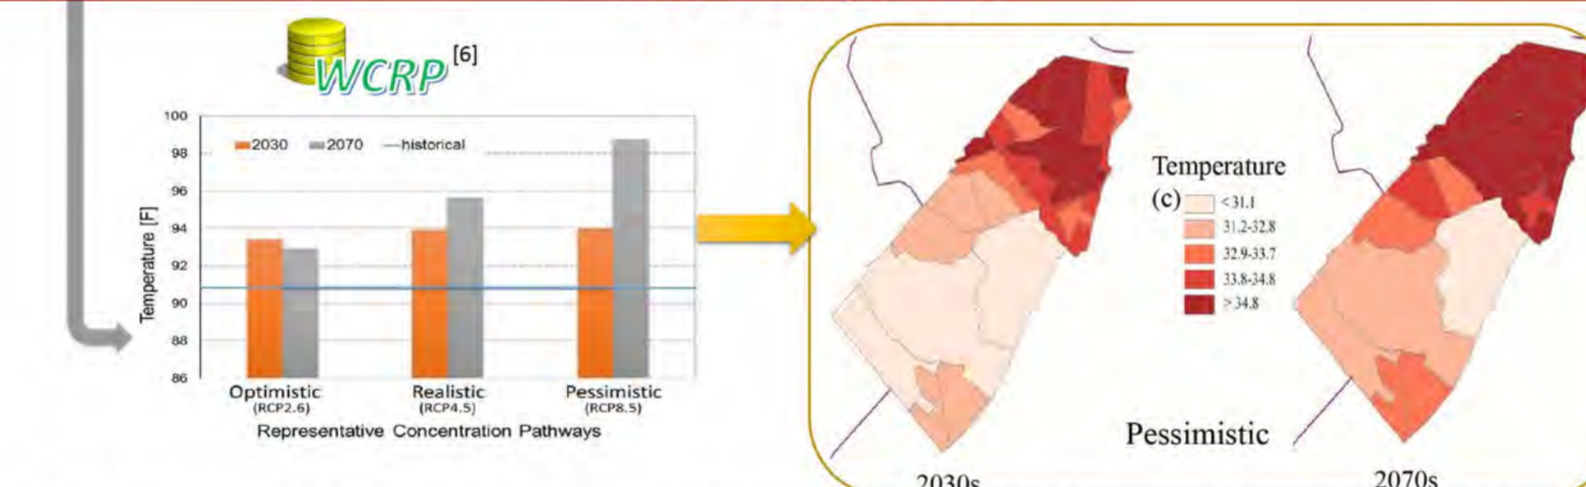 WCRP [6]
100
98
96
94
92
90
88
86
Temperature [F]
2030 2070 historical
Optimistic Realistic Pessimistic
(RCP2.6) (RCP4.5) (RCP8.5)
Representative Concentration Pathways
Temperature
(c)
< 31.1
31.2-32.8
32.9-33.7
33.8-34.8
> 34.8
Pessimistic
2030s
2070s